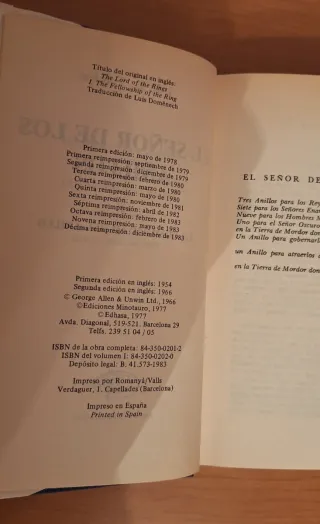 Título del original en inglés:
The Lord of the Rings
I. The Fellowship of the Ring
Traducción de Luis Domènech
Primera edición: mayo de 1978
Primera reimpresión: septiembre de 1979
Segunda reimpresión: diciembre de 1979
Tercera reimpresión: febrero de 1980
Cuarta reimpresión: marzo de 1980
Quinta reimpresión: mayo de 1980
Sexta reimpresión: noviembre de 1981
Séptima reimpresión: abril de 1982
Octava reimpresión: febrero de 1983
Novena reimpresión: mayo de 1983
Décima reimpresión: diciembre de 1983
Primera edición en inglés: 1954
Segunda edición en inglés: 1966
© George Allen & Unwin Ltd., 1966
©Ediciones Minotauro, 1977
© Edhasa, 1977
Avda. Diagonal, 519-521. Barcelona 29
Telfs. 239 51 04 / 05
ISBN de la obra completa: 84-350-0201-2
ISBN del volumen I: 84-350-0202-0
Depósito legal: B. 41.573-1983
Impreso por Romanyà/Valls
Verdaguer, 1. Capellades (Barcelona)
Impreso en España
Printed in Spain
EL SEÑOR DE
Tres Anillos para los Rey
Siete para los Señores Enan
Nueve para los Hombres M
Uno para el Señor Oscuro
en la Tierra de Mordor don
Un Anillo para gobernarl
un Anillo para atraerlos
en la Tierra de Mordor don